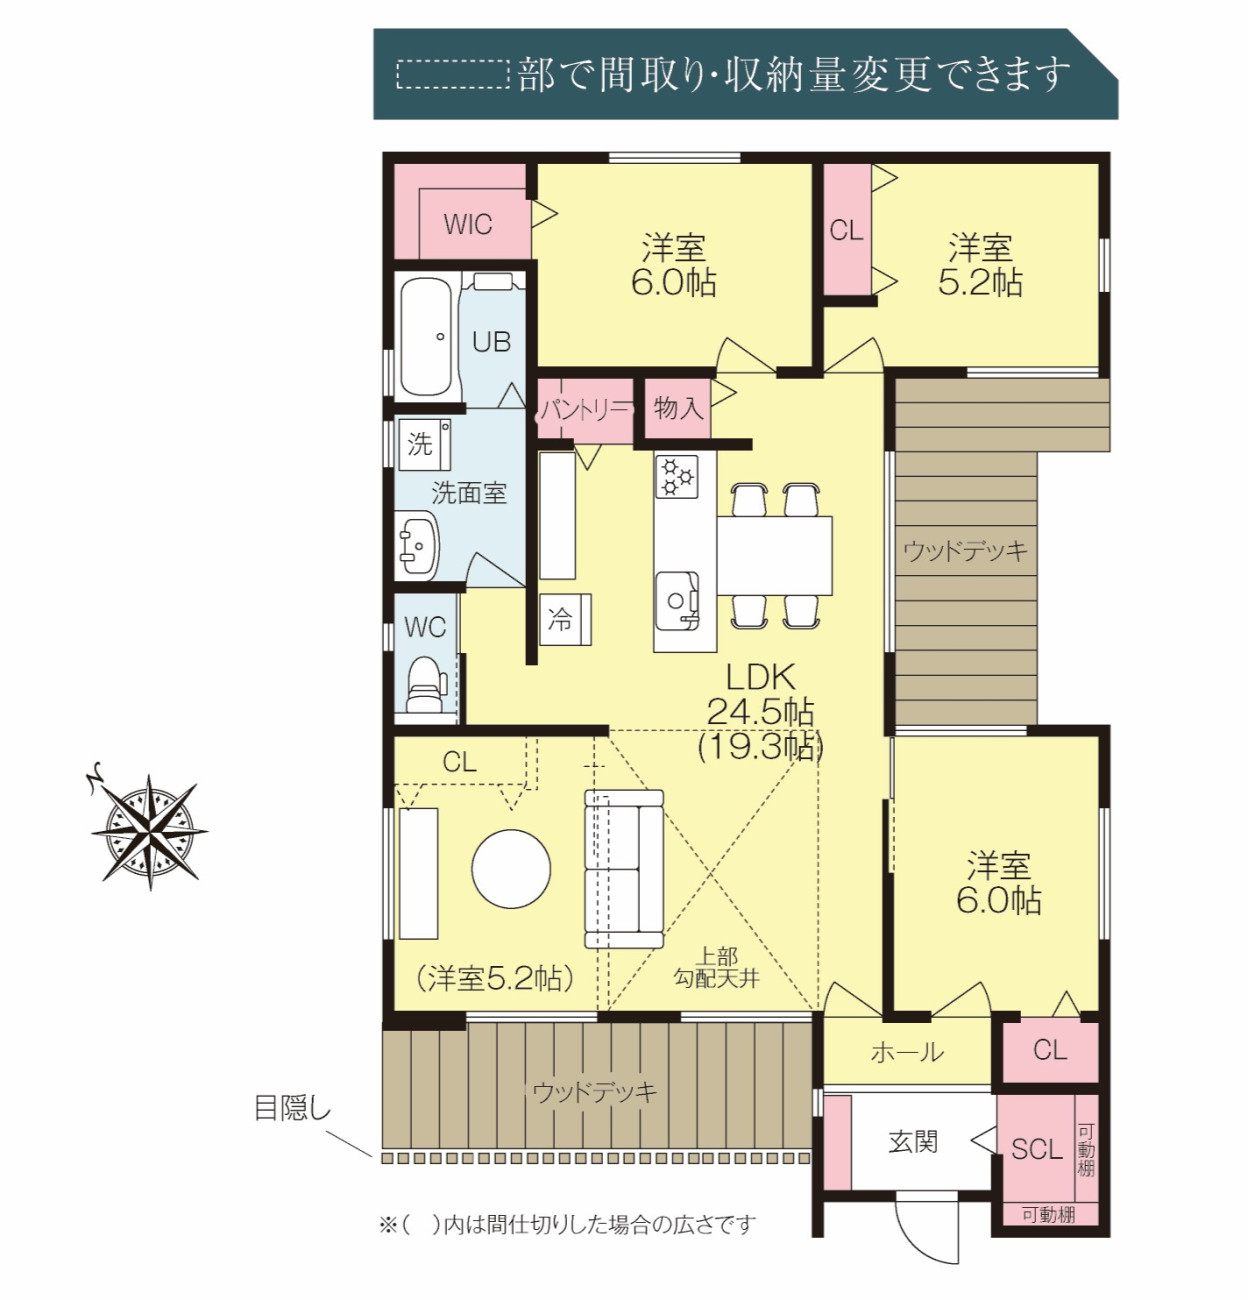 部で間取り・収納量変更できます
WIC
洋室
6.0帖
CL
洋室
5.2帖
UB
パントリー
物入
洗
洗面室
ウッドデッキ
冷
WC
LDK
24.5帖
(19.3帖)
CL
N
洋室
6.0帖
上部
勾配天井
(洋室5.2帖)
ホール
CL
ウッドデッキ
目隠し
玄関
SCL
可動棚
可動棚
※(　)内は間仕切りした場合の広さです